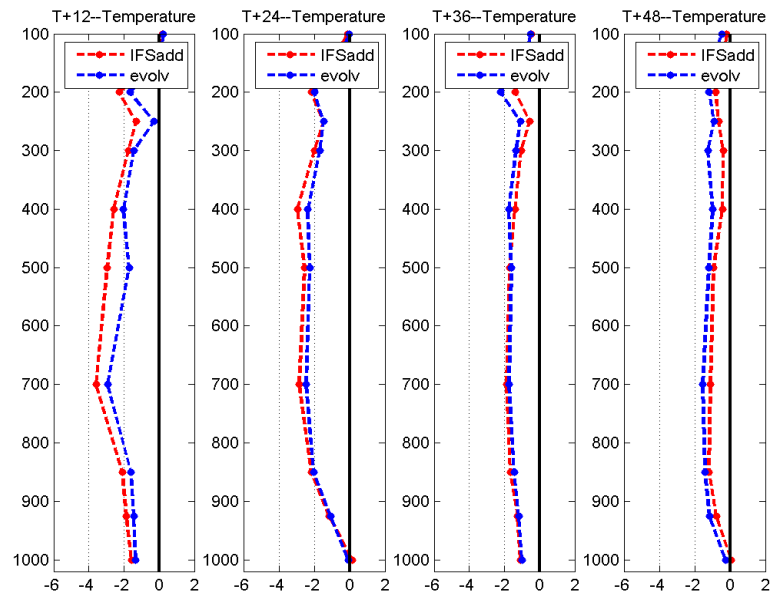 T+12--Temperature T+24--Temperature T+36--Temperature T+48--Temperature
100 100 100 100
IFSadd IFSadd IFSadd IFSadd
evolv evolv evolv evolv
200 200 200 200
300 300 300 300
400 400 400 400
500 500 500 500
600 600 600 600
700 700 700 700
800 800 800 800
900 900 900 900
1000 1000 1000 1000
-6 -4 -2 0 2 -6 -4 -2 0 2 -6 -4 -2 0 2 -6 -4 -2 0 2